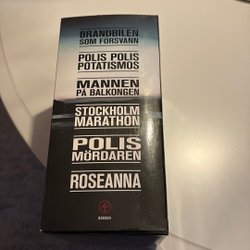 BRANDBILEN
SOM FÖRSVANN
POLIS POLIS
POTATISMOS
MANNEN
PÅ BALKONGEN
STOCKHOLM
MARATHON
POLIS
MÖRDAREN
ROSEANNA